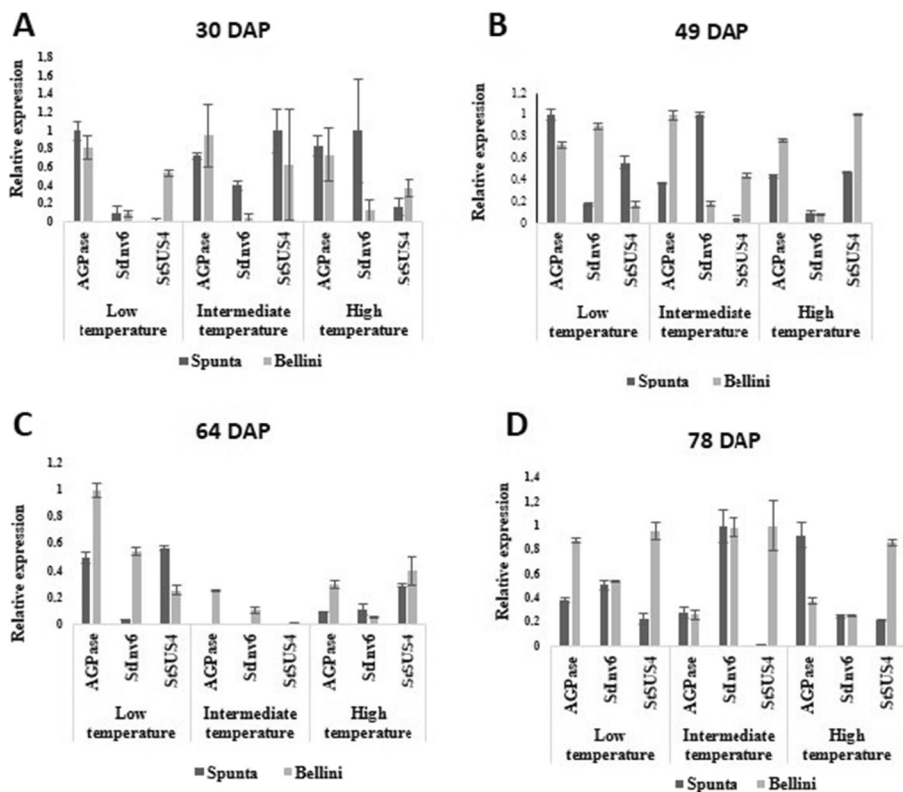 A
30 DAP
Relative expression
1.8
1.6
1.4
1.2
1
0.8
0.6
0.4
0.2
0
AGPase
StInv6
StSUS4
AGPase
StInv6
StSUS4
AGPase
StInv6
StSUS4
Low temperature
Intermediate temperature
High temperature
Spunta
Bellini
B
49 DAP
Relative expression
1.2
1
0.8
0.6
0.4
0.2
0
AGPase
StInv6
StSUS4
AGPase
StInv6
StSUS4
AGPase
StInv6
StSUS4
Low temperature
Intermediate temperature
High temperature
Spunta
Bellini
C
64 DAP
Relative expression
1.2
1
0.8
0.6
0.4
0.2
0
AGPase
StInv6
StSUS4
AGPase
StInv6
StSUS4
AGPase
StInv6
StSUS4
Low temperature
Intermediate temperature
High temperature
Spunta
Bellini
D
78 DAP
Relative expression
1.4
1.2
1
0.8
0.6
0.4
0.2
0
AGPase
StInv6
StSUS4
AGPase
StInv6
StSUS4
AGPase
StInv6
StSUS4
Low temperature
Intermediate temperature
High temperature
Spunta
Bellini